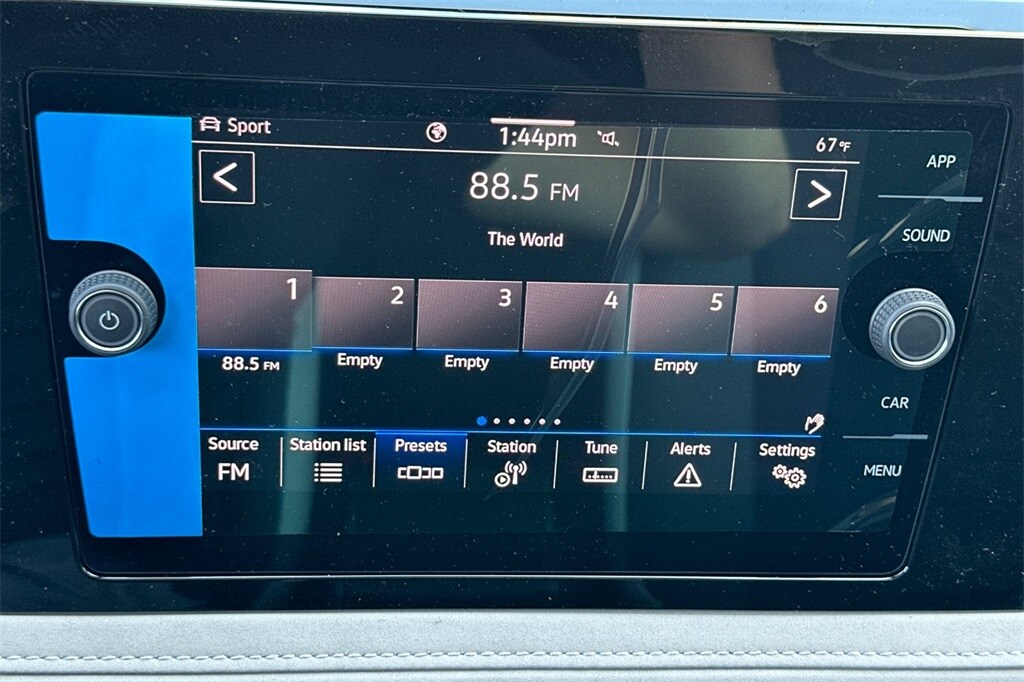 Sport
1:44pm
67°F
APP
88.5 FM
SOUND
The World
1 2 3 4 5 6
88.5 FM Empty Empty Empty Empty Empty
CAR
Source Station list Presets Station Tune Alerts Settings
FM
MENU